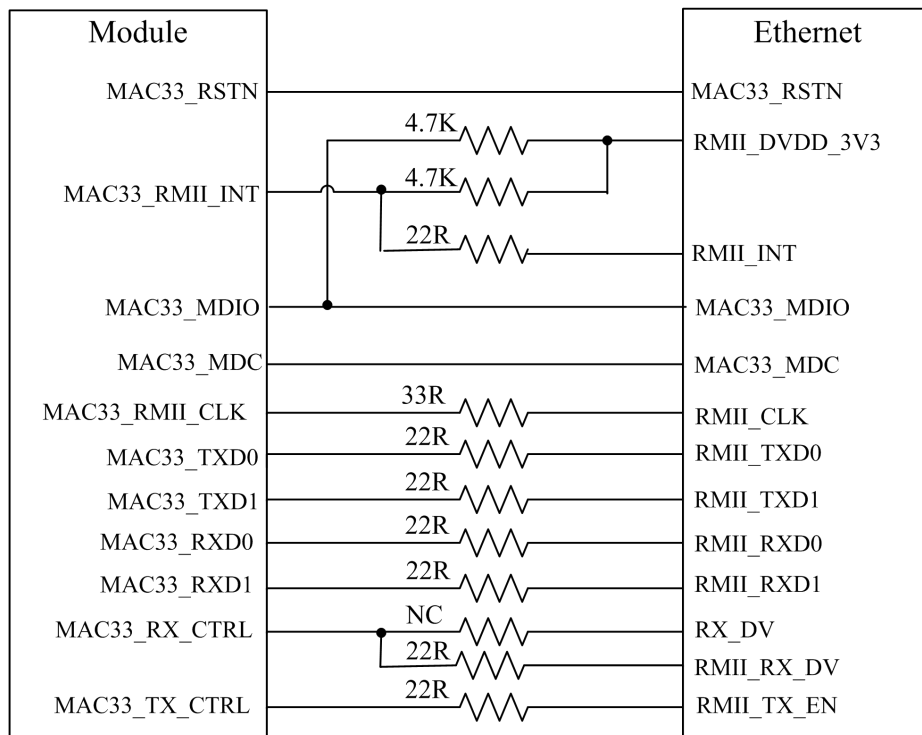 Module Ethernet
MAC33_RSTN MAC33_RSTN
4.7K RMII_DVDD_3V3
MAC33_RMII_INT 4.7K
22R RMII_INT
MAC33_MDIO MAC33_MDIO
MAC33_MDC MAC33_MDC
MAC33_RMII_CLK 33R RMII_CLK
MAC33_TXD0 22R RMII_TXD0
MAC33_TXD1 22R RMII_TXD1
MAC33_RXD0 22R RMII_RXD0
MAC33_RXD1 22R RMII_RXD1
MAC33_RX_CTRL NC RX_DV
22R RMII_RX_DV
MAC33_TX_CTRL 22R RMII_TX_EN